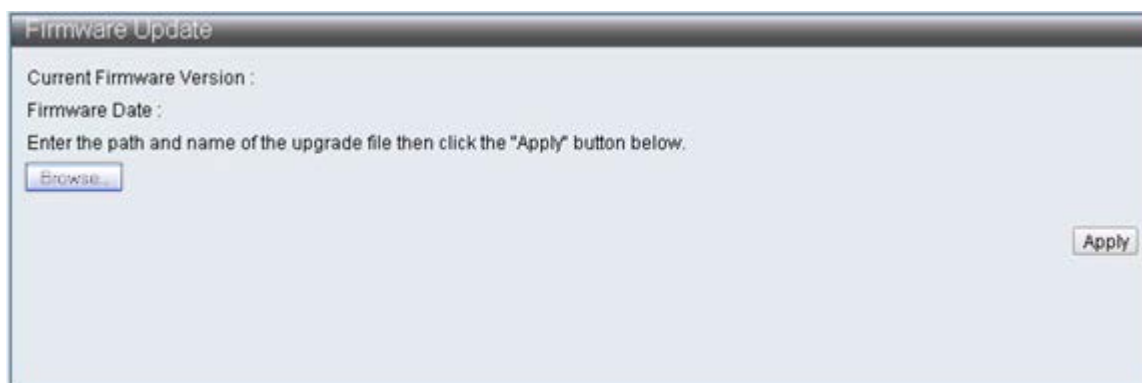 Firmware Update
Current Firmware Version :
Firmware Date :
Enter the path and name of the upgrade file then click the "Apply" button below.
Browse..
Apply